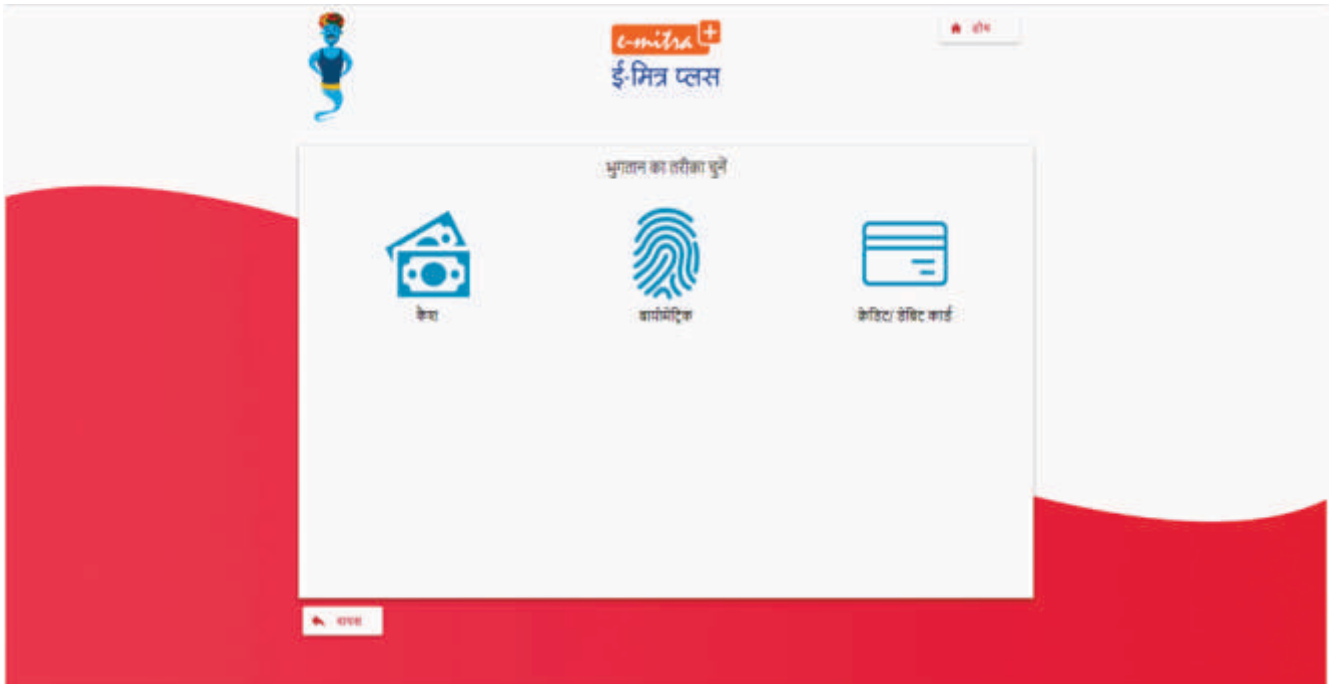 e-mitra+
ई-मित्र प्लस
होम
भुगतान का तरीका चुनें
कैश
बायोमेट्रिक
क्रेडिट/ डेबिट कार्ड
वापस